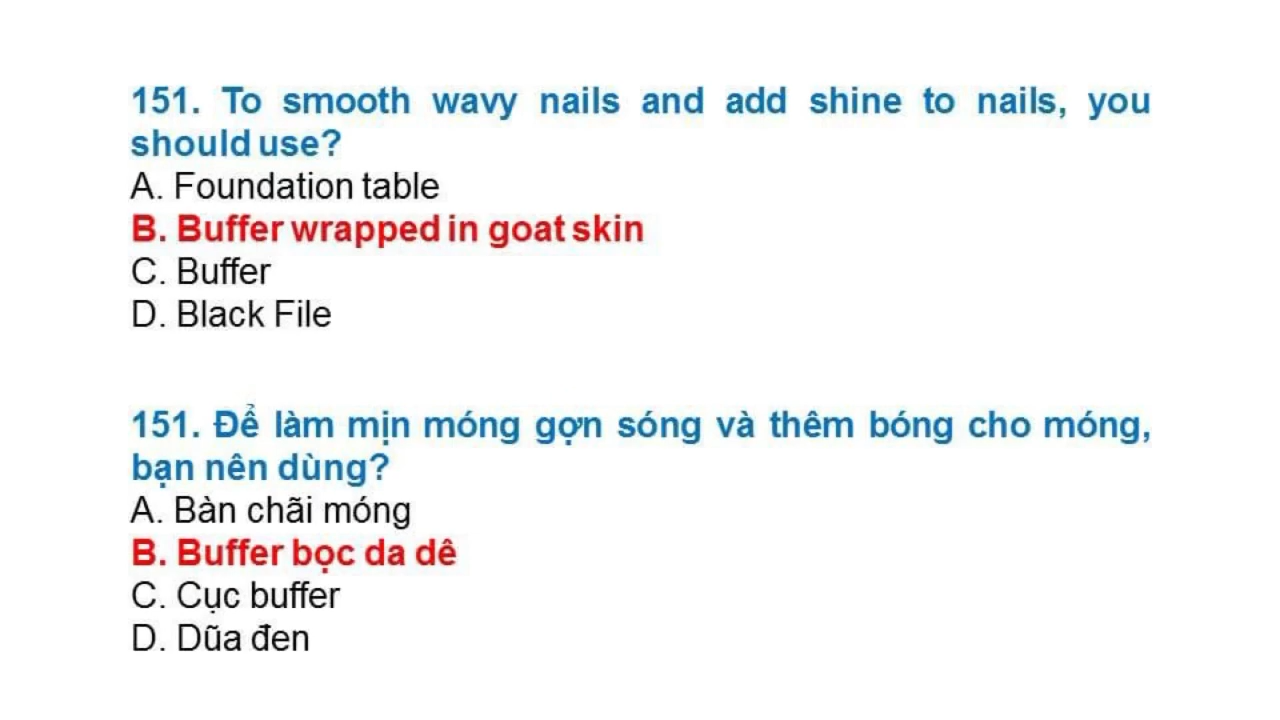 151. To smooth wavy nails and add shine to nails, you
should use?
A. Foundation table
B. Buffer wrapped in goat skin
C. Buffer
D. Black File
151. Để làm mịn móng gợn sóng và thêm bóng cho móng,
bạn nên dùng?
A. Bàn chãi móng
B. Buffer bọc da dê
C. Cục buffer
D. Dũa đen